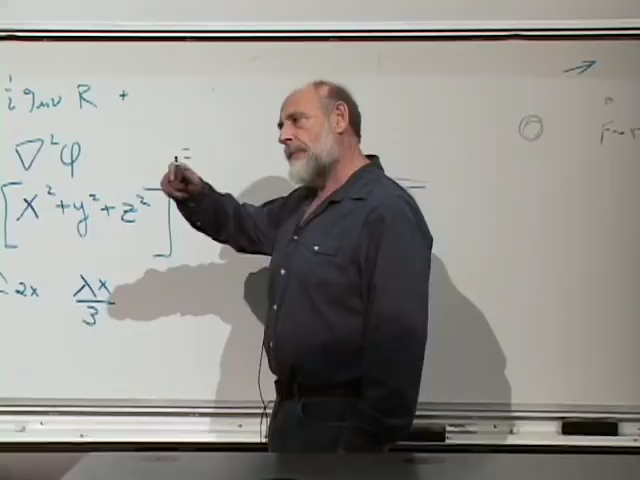 ½ gμν R +
∇²φ =
[x² + y² + z²]
2x λx/3
F~r